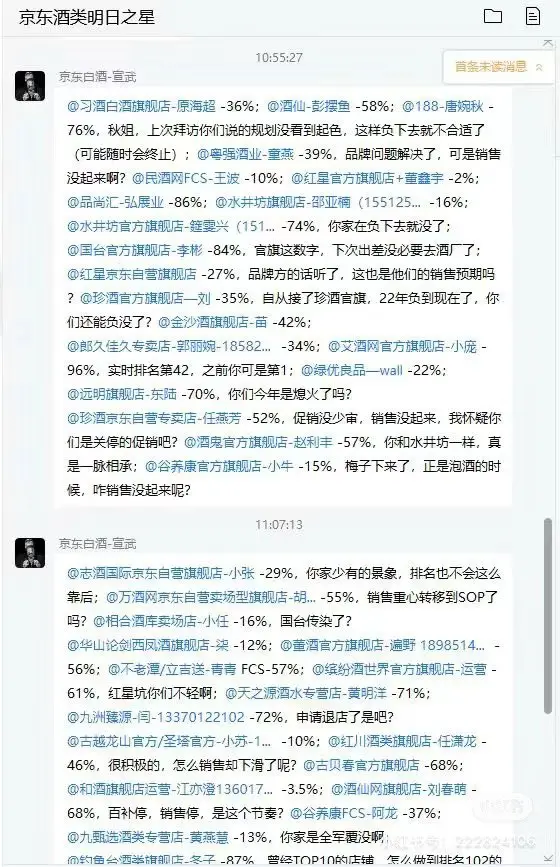 京东酒类明日之星
10:55:27
首条未读消息
京东白酒-宣武
@习酒白酒旗舰店-原海超 -36%；@酒仙-彭摆鱼 -58%；@188-唐婉秋 -
76%，秋姐，上次拜访你们说的规划没看到起色，这样负下去就不合适了
（可能随时会终止）；@粤强酒业-童燕 -39%，品牌问题解决了，可是销售
没起来啊？@民酒网FCS-王波 -10%；@红星官方旗舰店+董鑫宇 -2%；
@品尚汇-弘展业 -86%；@水井坊旗舰店-邵亚楠（155125... -16%；
@水井坊官方旗舰店-筳雯兴（151... -74%，你家在负下去就没了；
@国台官方旗舰店-李彬 -84%，官旗这数字，下次出差没必要去酒厂了；
@红星京东自营旗舰店 -27%，品牌方的话听了，这也是他们的销售预期吗
？@珍酒官方旗舰店—刘 -35%，自从接了珍酒官旗，22年负到现在了，你
们还能负没了？@金沙酒旗舰店-苗 -42%；
@郎久佳久专卖店-郭丽婉-18582... -34%；@艾酒网官方旗舰店-小庞 -
96%，实时排名第42，之前你可是第1；@绿优良品—wall -22%；
@远明旗舰店-东陆 -70%，你们今年是熄火了吗？
@珍酒京东自营专卖店-任燕芳 -52%，促销没少审，销售没起来，我怀疑你
们是关停的促销吧？@酒鬼官方旗舰店-赵利丰 -57%，你和水井坊一样，真
是一脉相承；@谷养康官方旗舰店-小牛 -15%，梅子下来了，正是泡酒的时
候，咋销售没起来呢？
11:07:13
京东白酒-宣武
@志酒国际京东自营旗舰店-小张 -29%，你家少有的景象，排名也不会这么
靠后；@万酒网京东自营卖场型旗舰店-胡... -55%，销售重心转移到SOP了
吗？@相合酒库卖场店-小任 -16%，国台传染了？
@华山论剑西凤酒旗舰店-柒 -12%；@董酒官方旗舰店-遍野 1898514... -
56%；@不老潭/立吉送-青青 FCS-57%；@缤纷酒世界官方旗舰店-运营 -
61%，红星坑你们不轻啊；@天之源酒水专营店-黄明洋 -71%；
@九洲臻源-闫-13370122102 -72%，申请退店了是吧？
@古越龙山官方/圣塔官方-小苏-1... -10%；@红川酒类旗舰店-任潇龙 -
46%，很积极的，怎么销售却下滑了呢？@古贝春官方旗舰店 -68%；
@和酒旗舰店运营-江亦澄136017... -3.5%；@酒仙网旗舰店-刘春萌 -
68%，百补停，销售停，是这个节奏？@谷养康FCS-阿龙 -37%；
@九甄选酒类专营店-黄燕慧 -13%，你家是全军覆没啊
@钓鱼台酒类旗舰店-冬子 -87%，曾经TOP10的店铺，怎么做到排名102的